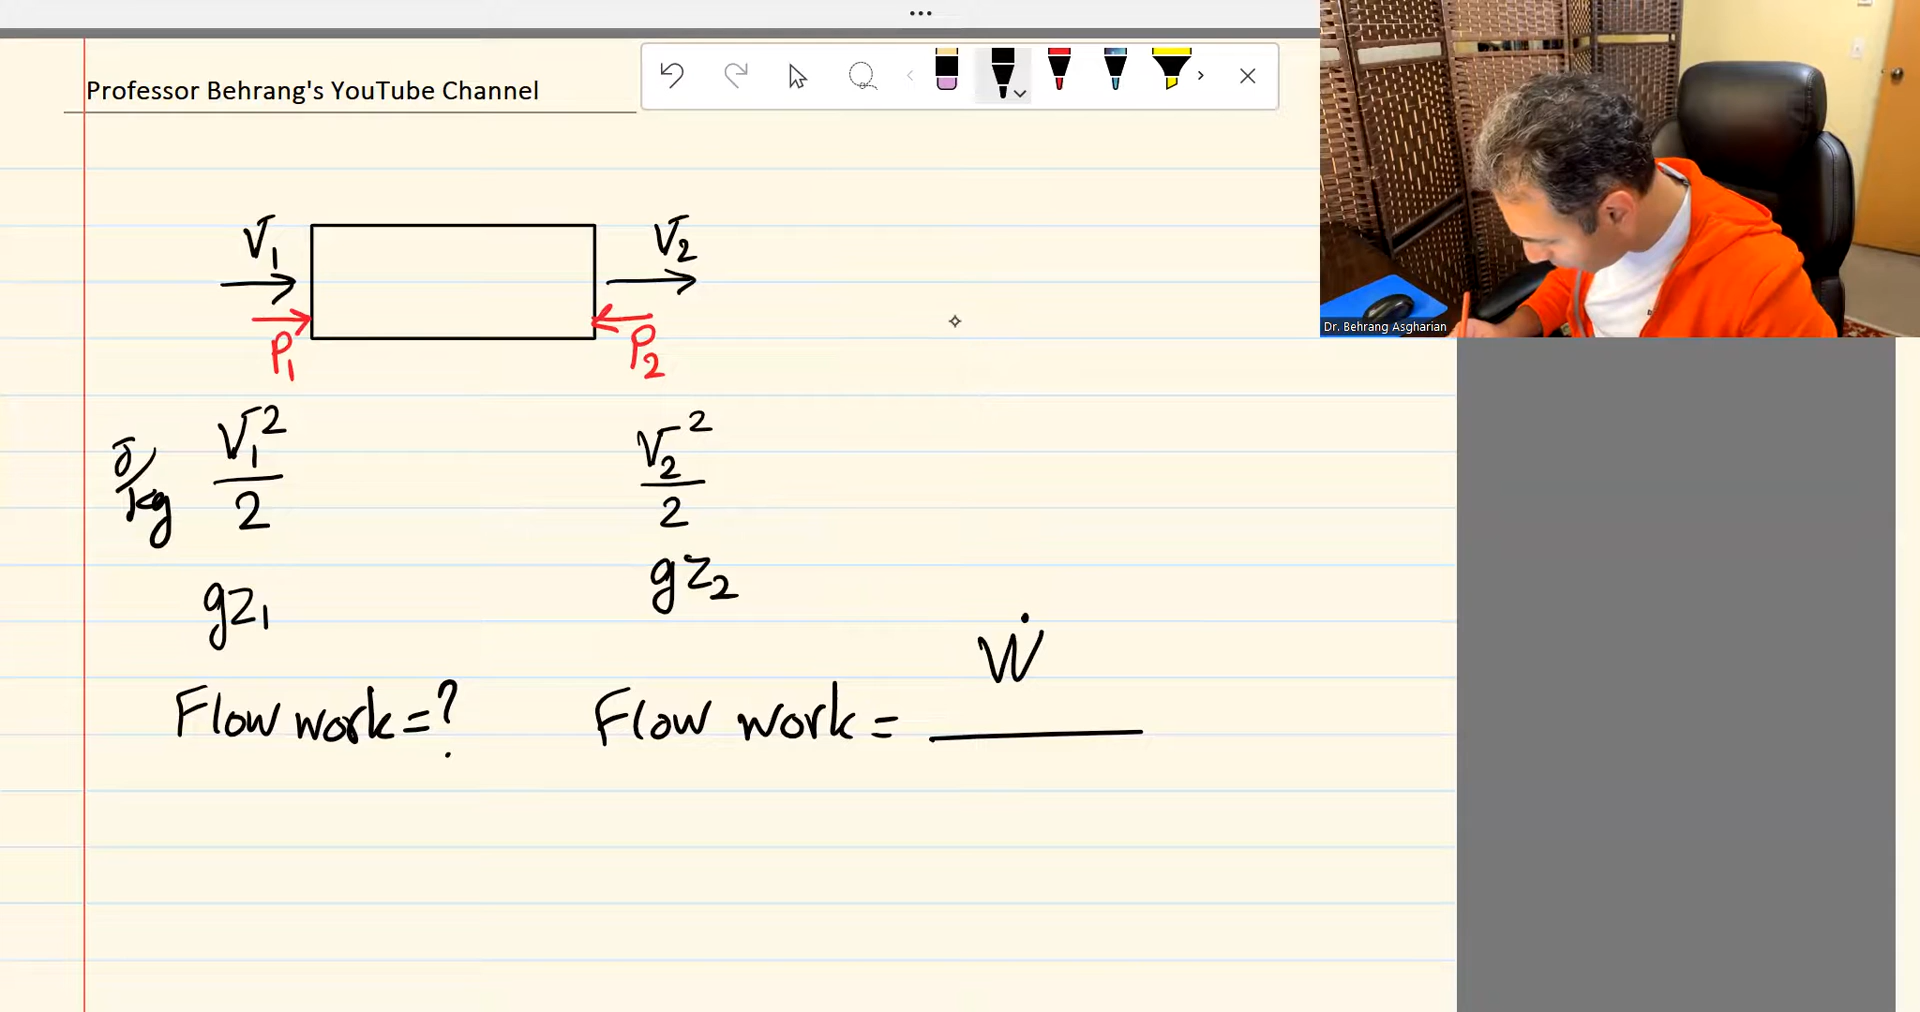 ...
Professor Behrang's YouTube Channel
V₁
V₂
P₁
P₂
Dr. Behrang Asgharian
J/kg
V₁²/2
V₂²/2
gz₁
gz₂
Flow work = ?
Flow work = Ẇ/